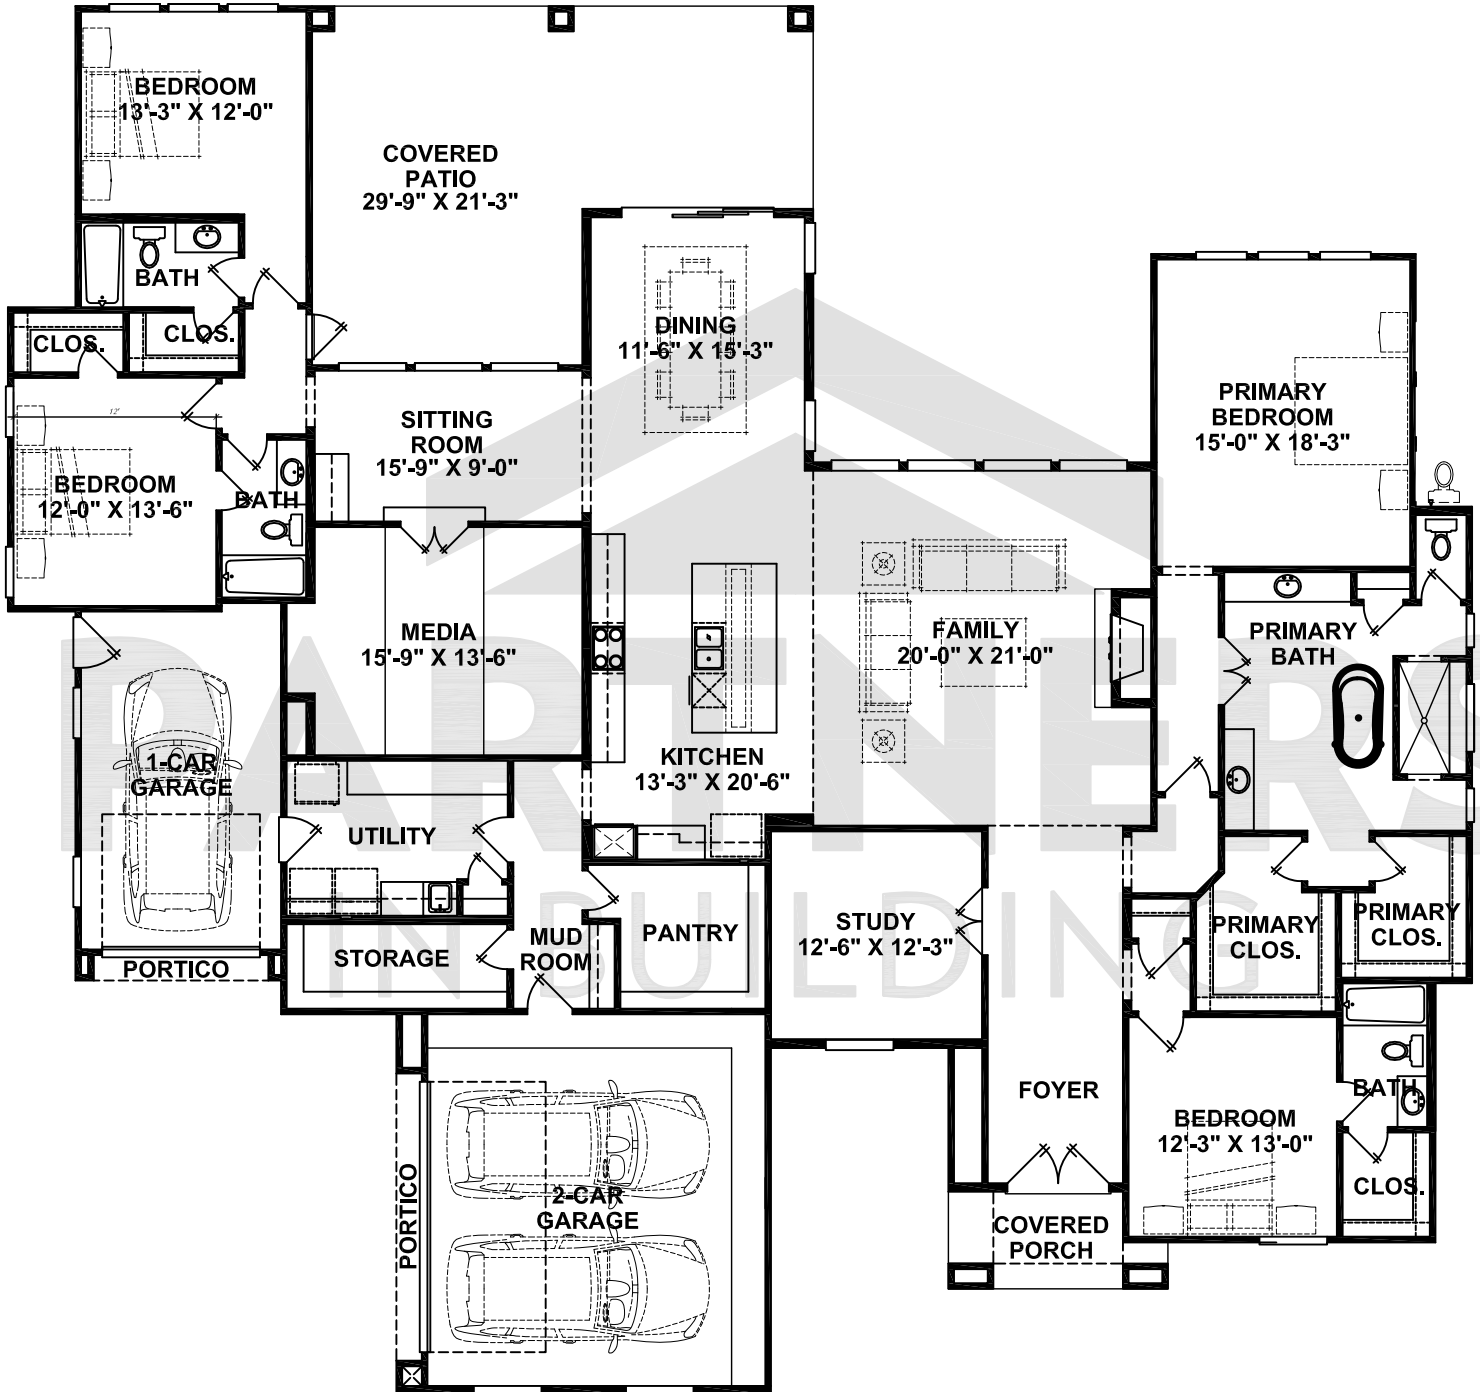 BEDROOM
13'-3" X 12'-0"
COVERED
PATIO
29'-9" X 21'-3"
BATH
CLOS.
CLOS.
DINING
11'-6" X 15'-3"
12'
SITTING
ROOM
15'-9" X 9'-0"
PRIMARY
BEDROOM
15'-0" X 18'-3"
BEDROOM
12'-0" X 13'-6"
BATH
MEDIA
15'-9" X 13'-6"
FAMILY
20'-0" X 21'-0"
PRIMARY
BATH
PARTNERS
1-CAR
GARAGE
KITCHEN
13'-3" X 20'-6"
UTILITY
IN BUILDING
STORAGE
PORTICO
MUD
ROOM
PANTRY
STUDY
12'-6" X 12'-3"
PRIMARY
CLOS.
PRIMARY
CLOS.
FOYER
BATH
BEDROOM
12'-3" X 13'-0"
CLOS.
PORTICO
2-CAR
GARAGE
COVERED
PORCH